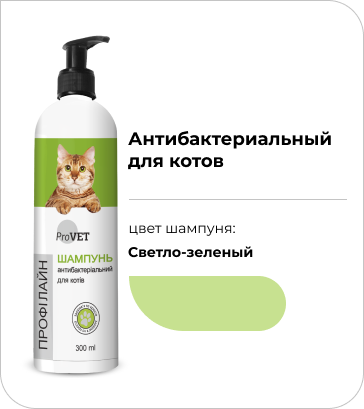 Антибактериальный
для котов
цвет шампуня:
Светло-зеленый
ProVET
ПРОФІЛАЙН
ШАМПУНЬ
антибактеріальний
для котів
300 ml